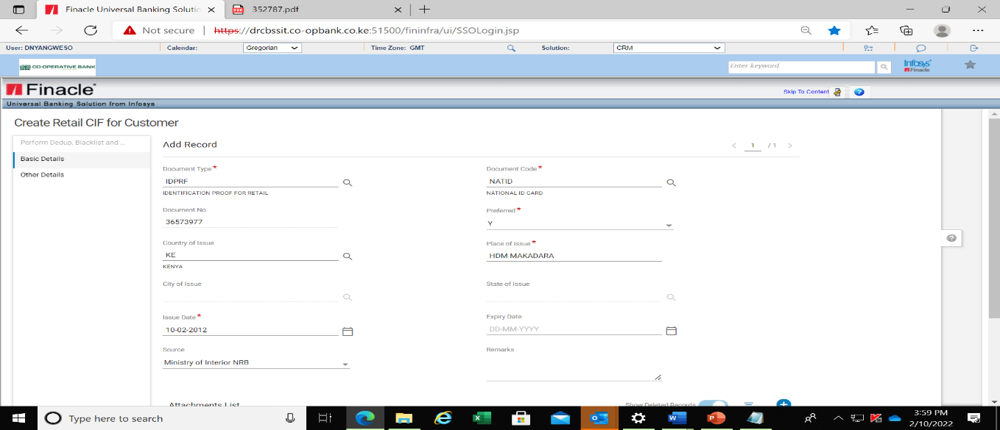 Finacle Universal Banking Solutio
352787.pdf
Not secure | https://drcbssit.co-opbank.co.ke:51500/fininfra/ui/SSOLogin.jsp
User: DNYANGWESO Calendar: Gregorian Time Zone: GMT Solution: CRM
CO-OPERATIVE BANK Enter keyword Infosys Finacle
Finacle Skip To Content
Universal Banking Solution from Infosys
Create Retail CIF for Customer
Perform Dedup, Blacklist and ...
Basic Details
Other Details
Add Record 1 / 1
Document Type* Document Code*
IDPRF NATID
IDENTIFICATION PROOF FOR RETAIL NATIONAL ID CARD
Document No. Preferred*
36573977 Y
Country of Issue Place of Issue*
KE HDM MAKADARA
KENYA
City of Issue State of Issue
Issue Date* Expiry Date
10-02-2012 DD-MM-YYYY
Source Remarks
Ministry of Interior NRB
Attachments List Show Deleted Records
Type here to search
3:59 PM
2/10/2022